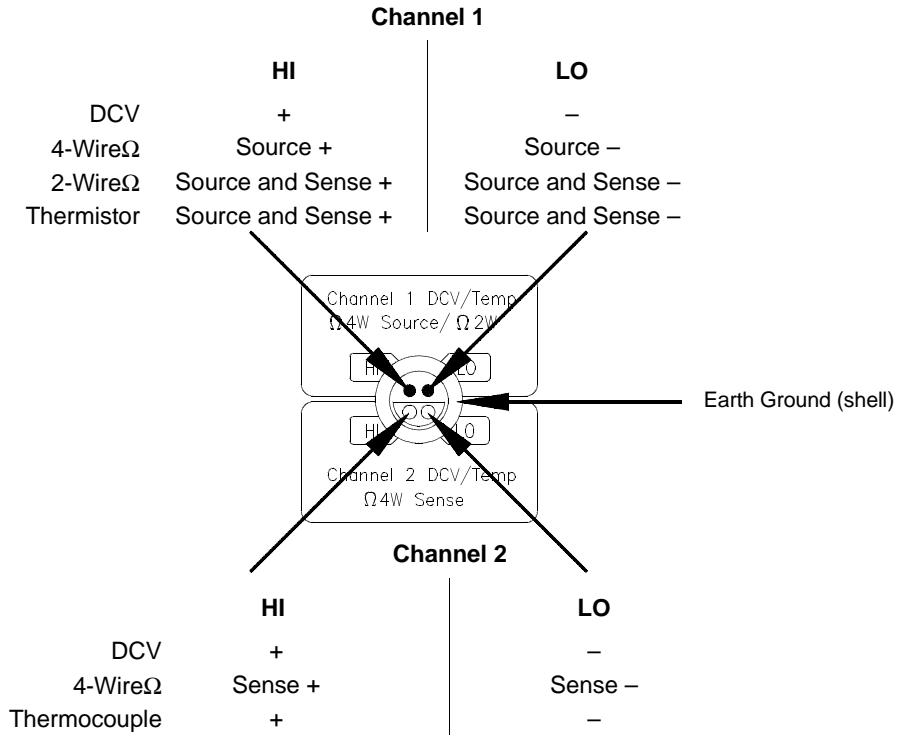 Channel 1
HI LO
DCV + –
4-WireΩ Source + Source –
2-WireΩ Source and Sense + Source and Sense –
Thermistor Source and Sense + Source and Sense –
Channel 1 DCV/Temp
Ω4W Source/ Ω2W
HI LO
Earth Ground (shell)
HI LO
Channel 2 DCV/Temp
Ω4W Sense
Channel 2
HI LO
DCV + –
4-WireΩ Sense + Sense –
Thermocouple + –